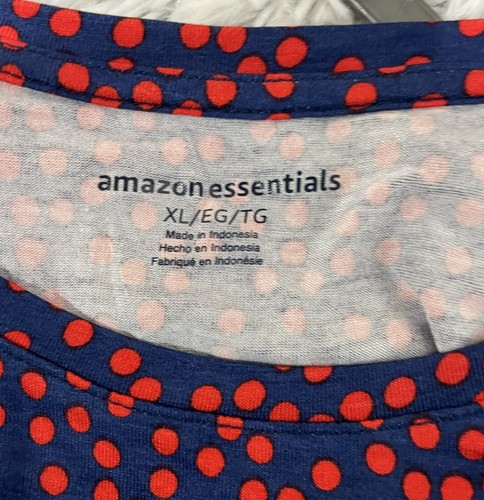 amazon essentials
XL/EG/TG
Made in Indonesia
Hecho en Indonesia
Fabriqué en Indonésie